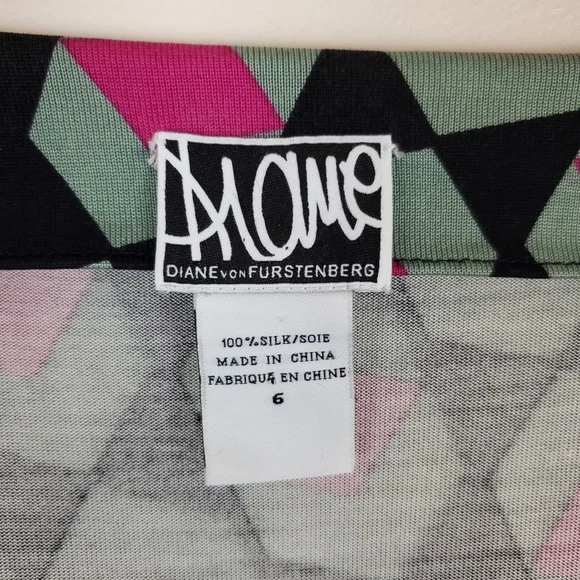 Diane
DIANE VON FURSTENBERG
100%SILK/SOIE
MADE IN CHINA
FABRIQUÉ EN CHINE
6